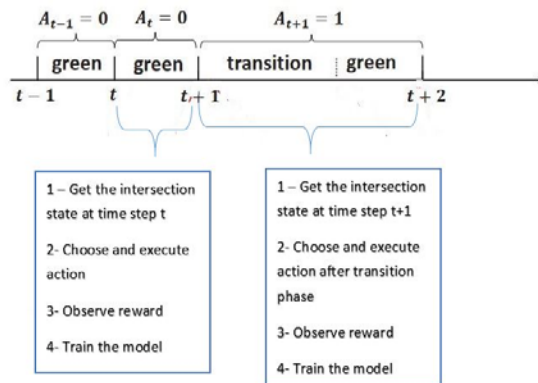 A_{t-1} = 0 A_t = 0 A_{t+1} = 1
green green transition green
t − 1 t t + 1 t + 2
1 – Get the intersection
state at time step t
2- Choose and execute
action
3- Observe reward
4- Train the model
1 – Get the intersection
state at time step t+1
2- Choose and execute
action after transition
phase
3- Observe reward
4- Train the model